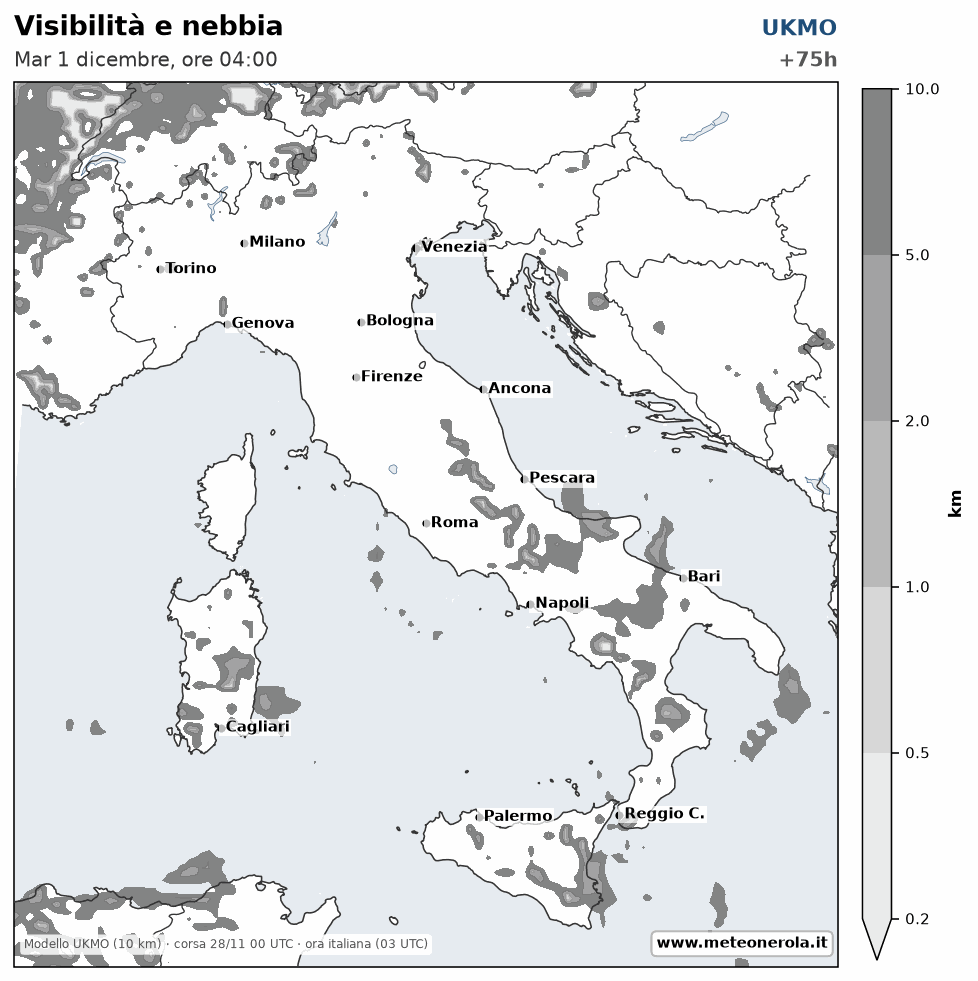 Visibilità e nebbia
UKMO
Mar 1 dicembre, ore 04:00
+75h
10.0
5.0
2.0
1.0
0.5
0.2
km
Milano
Venezia
Torino
Genova
Bologna
Firenze
Ancona
Pescara
Roma
Bari
Napoli
Cagliari
Palermo
Reggio C.
Modello UKMO (10 km) · corsa 28/11 00 UTC · ora italiana (03 UTC)
www.meteonerola.it